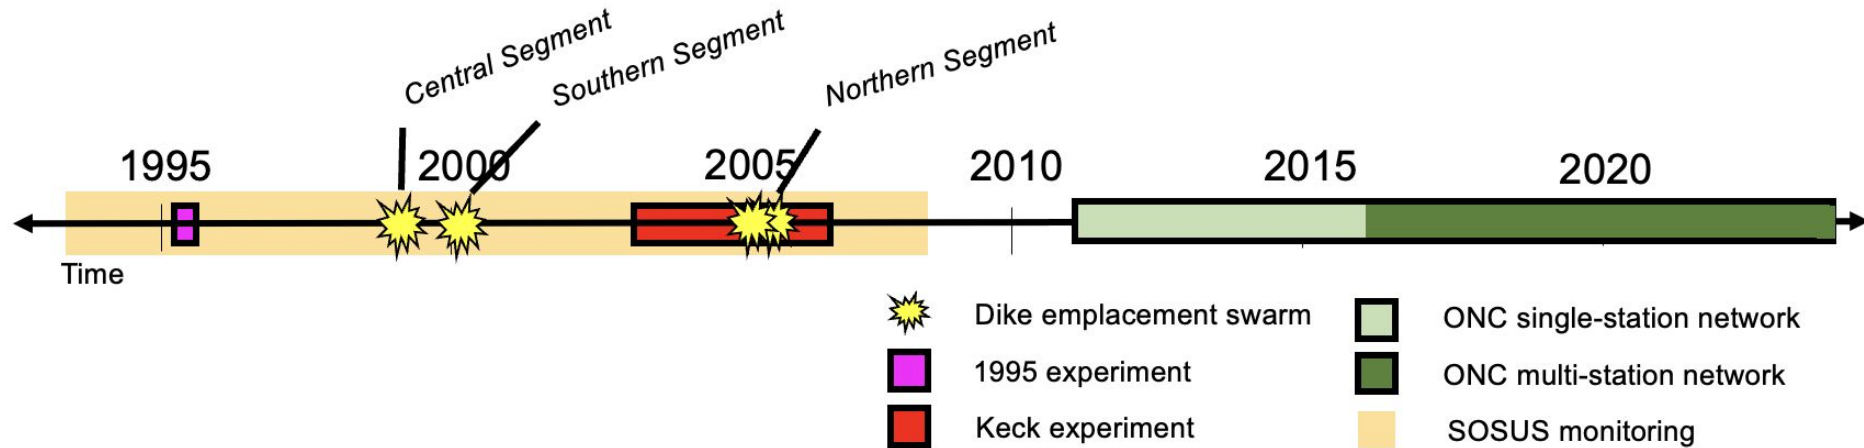 Central Segment
Southern Segment
Northern Segment
1995
2000
2005
2010
2015
2020
Time
Dike emplacement swarm
1995 experiment
Keck experiment
ONC single-station network
ONC multi-station network
SOSUS monitoring